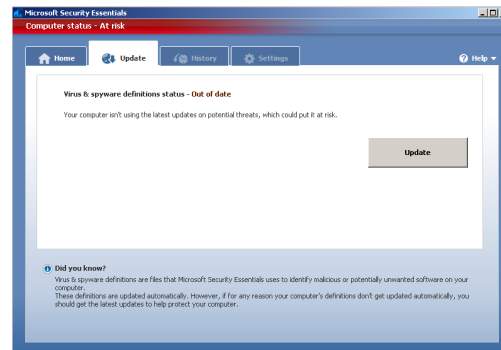 Microsoft Security Essentials
Computer status - At risk
Home
Update
History
Settings
Help
Virus & spyware definitions status - Out of date
Your computer isn't using the latest updates on potential threats, which could put it at risk.
Update
Did you know?
Virus & spyware definitions are files that Microsoft Security Essentials uses to identify malicious or potentially unwanted software on your
computer.
These definitions are updated automatically. However, if for any reason your computer's definitions don't get updated automatically, you
should get the latest updates to help protect your computer.